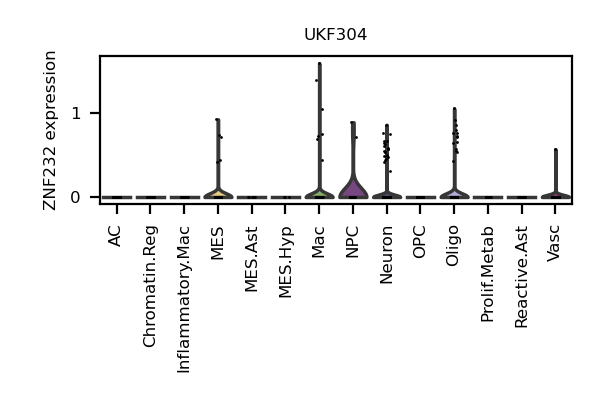 UKF304
ZNF232 expression
1
0
AC
Chromatin.Reg
Inflammatory.Mac
MES
MES.Ast
MES.Hyp
Mac
NPC
Neuron
OPC
Oligo
Prolif.Metab
Reactive.Ast
Vasc